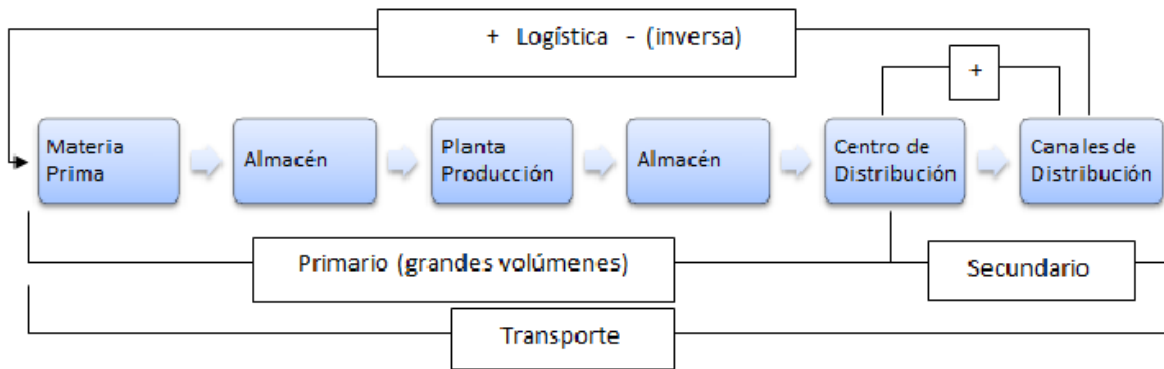 + Logística - (inversa)
+
Materia
Prima
Almacén
Planta
Producción
Almacén
Centro de
Distribución
Canales de
Distribución
Primario (grandes volúmenes)
Secundario
Transporte